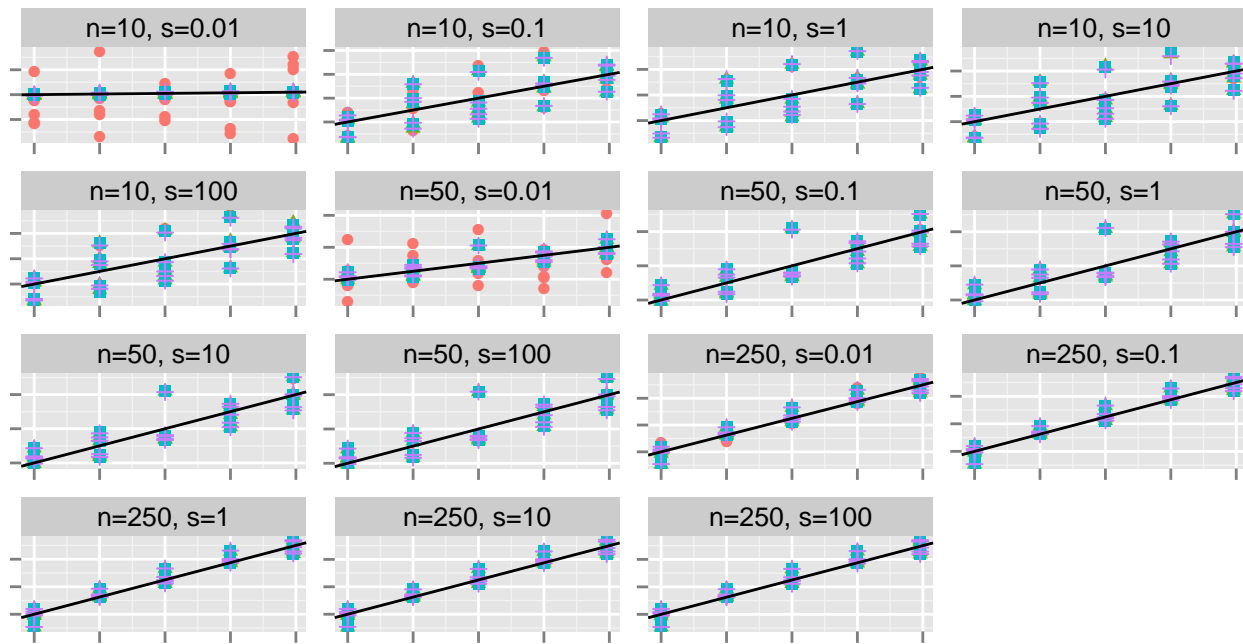 n=10, s=0.01
n=10, s=0.1
n=10, s=1
n=10, s=10
n=10, s=100
n=50, s=0.01
n=50, s=0.1
n=50, s=1
n=50, s=10
n=50, s=100
n=250, s=0.01
n=250, s=0.1
n=250, s=1
n=250, s=10
n=250, s=100